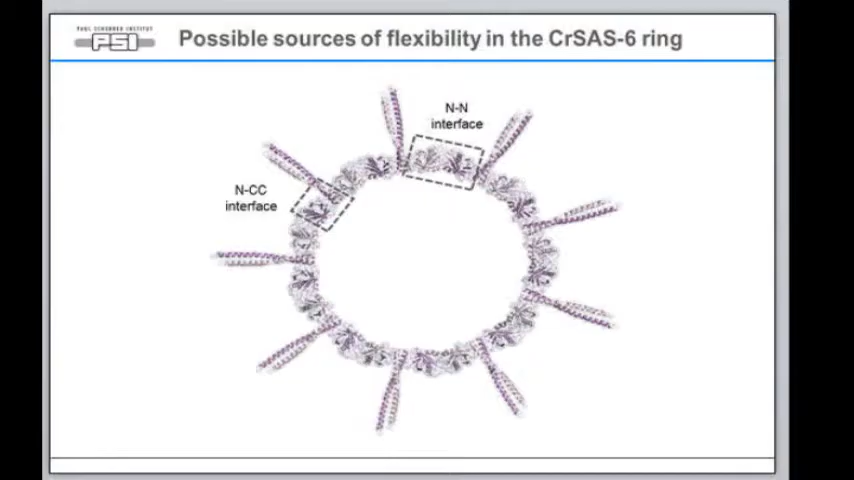 PAUL SCHERRER INSTITUT
PSI
Possible sources of flexibility in the CrSAS-6 ring
N-N
interface
N-CC
interface